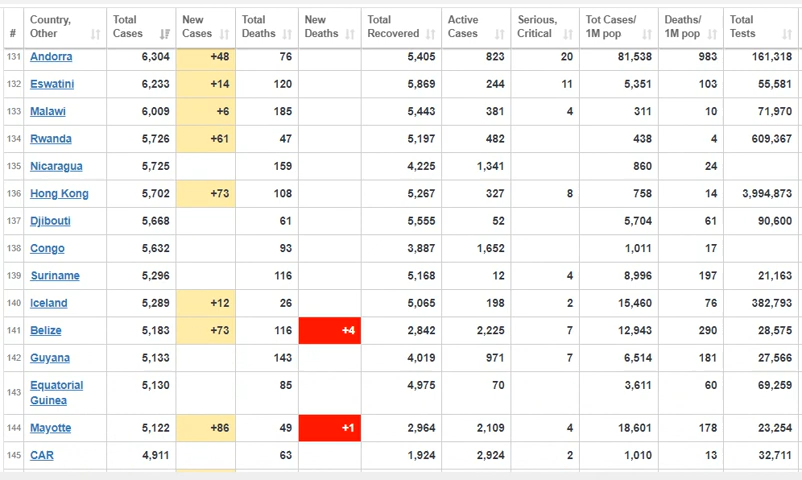 # Country, Other Total Cases New Cases Total Deaths New Deaths Total Recovered Active Cases Serious, Critical Tot Cases/ 1M pop Deaths/ 1M pop Total Tests
131 Andorra 6,304 +48 76 5,405 823 20 81,538 983 161,318
132 Eswatini 6,233 +14 120 5,869 244 11 5,351 103 55,581
133 Malawi 6,009 +6 185 5,443 381 4 311 10 71,970
134 Rwanda 5,726 +61 47 5,197 482 438 4 609,367
135 Nicaragua 5,725 159 4,225 1,341 860 24
136 Hong Kong 5,702 +73 108 5,267 327 8 758 14 3,994,873
137 Djibouti 5,668 61 5,555 52 5,704 61 90,600
138 Congo 5,632 93 3,887 1,652 1,011 17
139 Suriname 5,296 116 5,168 12 4 8,996 197 21,163
140 Iceland 5,289 +12 26 5,065 198 2 15,460 76 382,793
141 Belize 5,183 +73 116 +4 2,842 2,225 7 12,943 290 28,575
142 Guyana 5,133 143 4,019 971 7 6,514 181 27,566
143 Equatorial Guinea 5,130 85 4,975 70 3,611 60 69,259
144 Mayotte 5,122 +86 49 +1 2,964 2,109 4 18,601 178 23,254
145 CAR 4,911 63 1,924 2,924 2 1,010 13 32,711